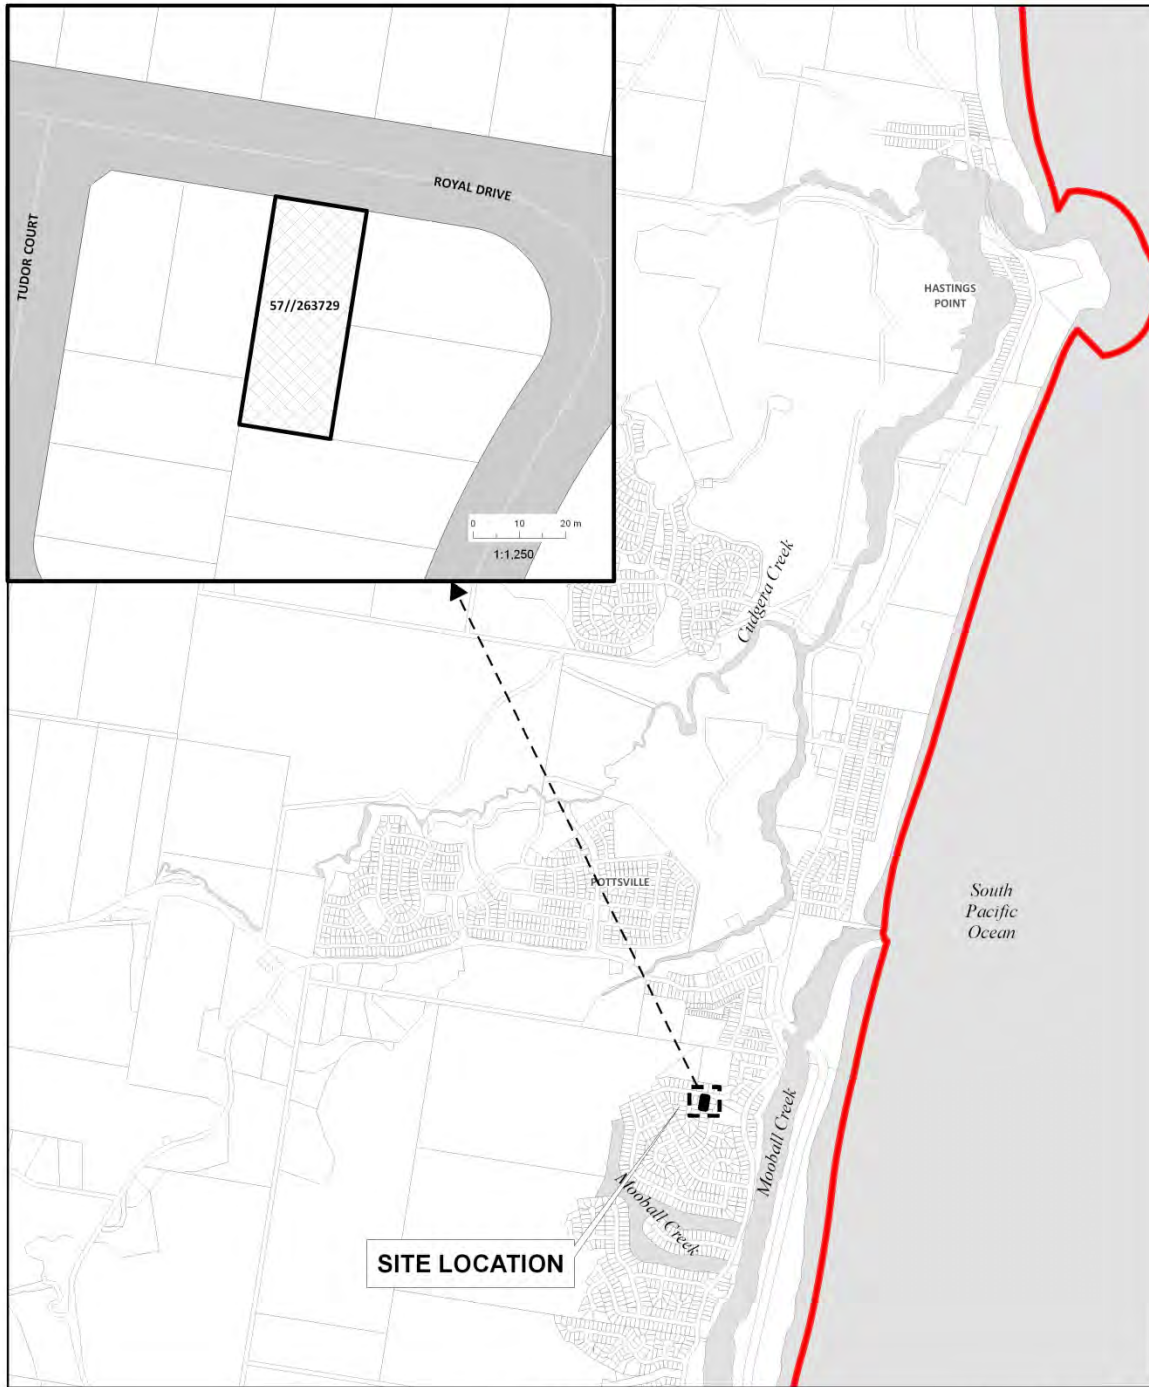 ROYAL DRIVE
TUDOR COURT
57//263729
0 10 20 m
1:1,250
HASTINGS
POINT
Cudgera Creek
POTTSVILLE
South
Pacific
Ocean
Mooball Creek
Mooball Creek
SITE LOCATION